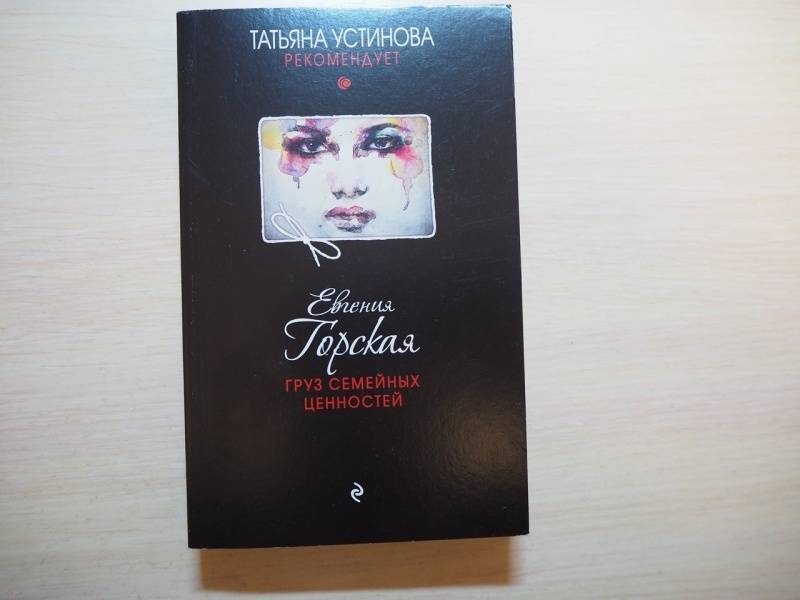 ТАТЬЯНА УСТИНОВА
РЕКОМЕНДУЕТ
Евгения
Горская
ГРУЗ СЕМЕЙНЫХ
ЦЕННОСТЕЙ